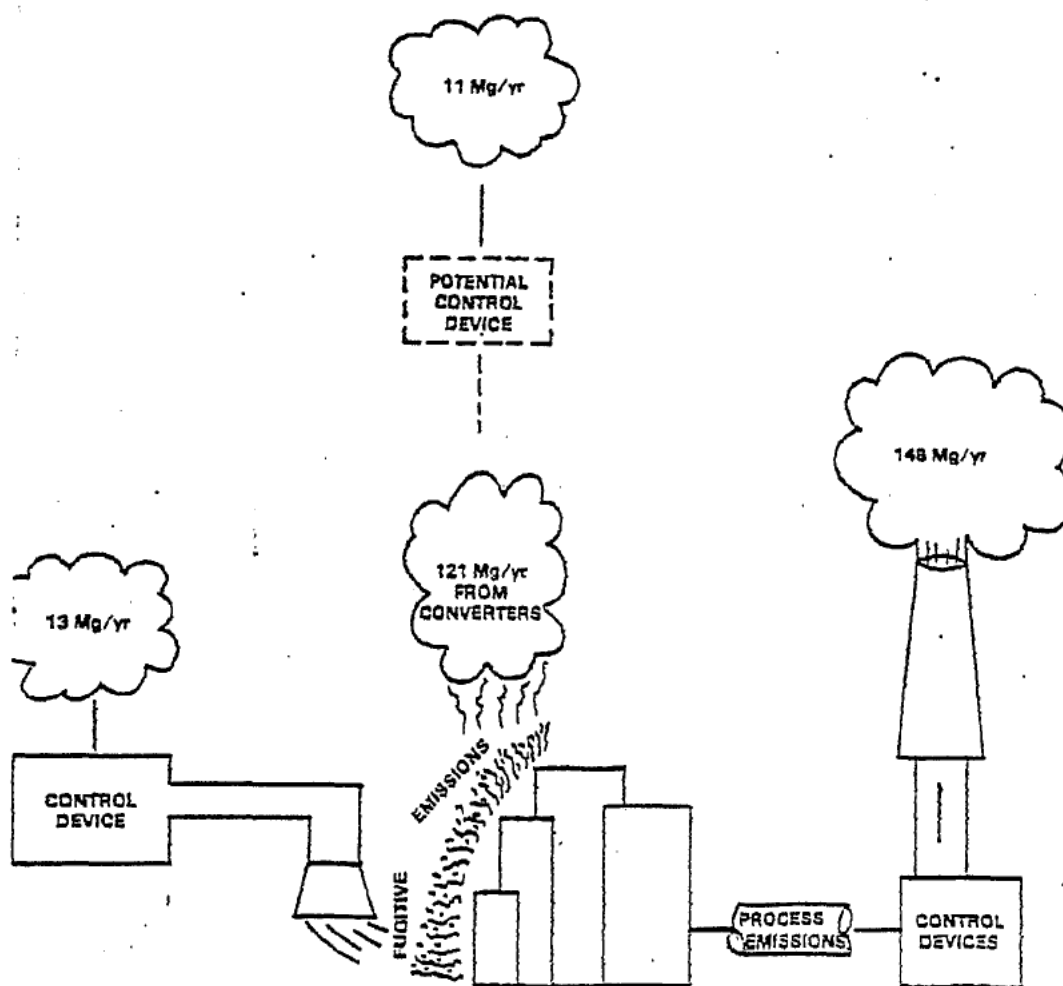 11 Mg/yr
POTENTIAL
CONTROL
DEVICE
148 Mg/yr
121 Mg/yr
FROM
CONVERTERS
13 Mg/yr
EMISSIONS
CONTROL
DEVICE
FUGITIVE
PROCESS
EMISSIONS
CONTROL
DEVICES